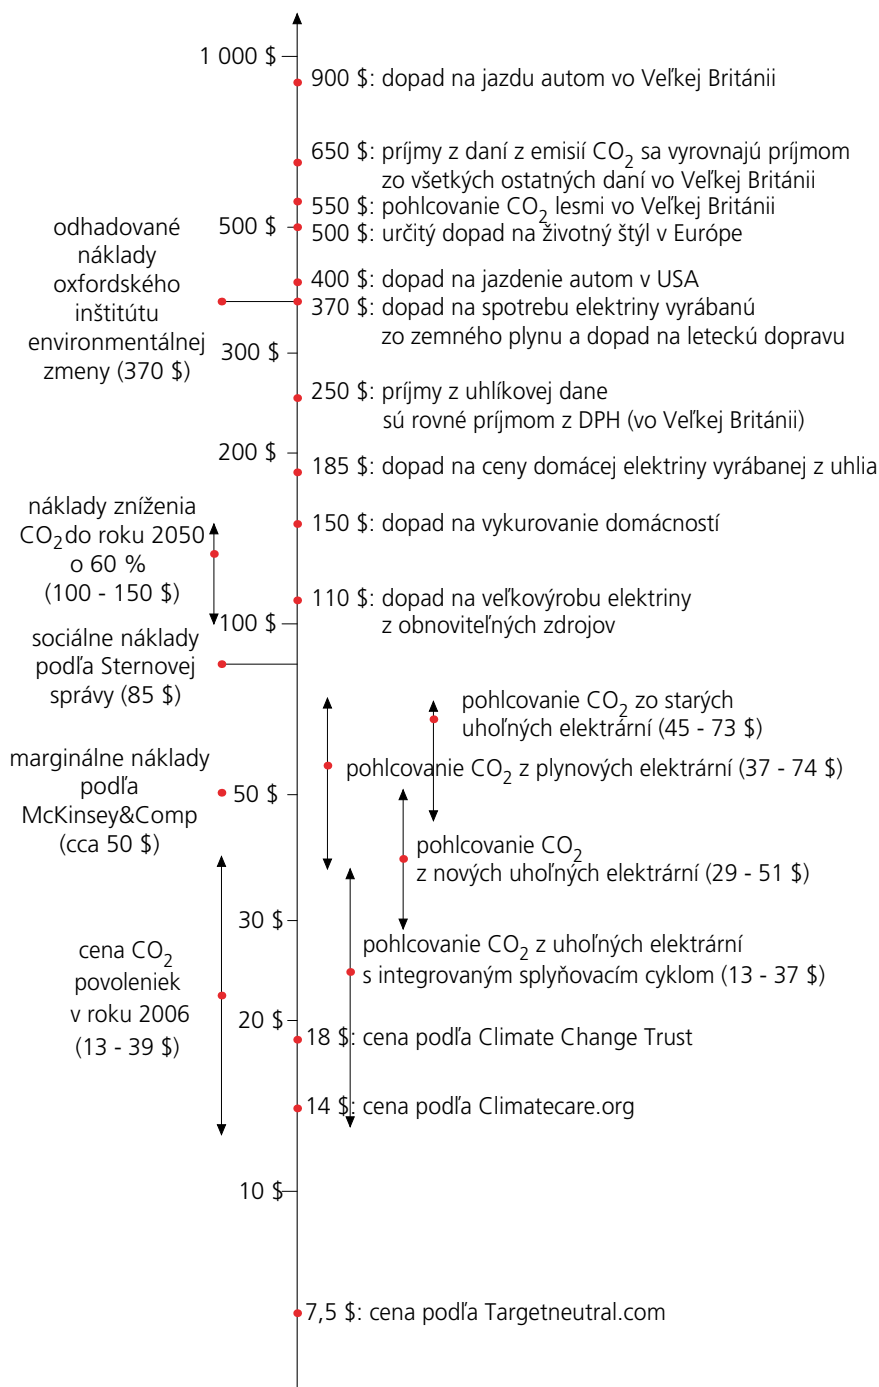 1 000 $
900 $: dopad na jazdu autom vo Veľkej Británii
650 $: príjmy z daní z emisií CO2 sa vyrovnajú príjmom
zo všetkých ostatných daní vo Veľkej Británii
550 $: pohlcovanie CO2 lesmi vo Veľkej Británii
500 $
500 $: určitý dopad na životný štýl v Európe
odhadované
náklady
oxfordského
inštitútu
environmentálnej
zmeny (370 $)
400 $: dopad na jazdenie autom v USA
370 $: dopad na spotrebu elektriny vyrábanú
zo zemného plynu a dopad na leteckú dopravu
300 $
250 $: príjmy z uhlíkovej dane
sú rovné príjmom z DPH (vo Veľkej Británii)
200 $
185 $: dopad na ceny domácej elektriny vyrábanej z uhlia
náklady zníženia
CO2do roku 2050
o 60 %
(100 - 150 $)
150 $: dopad na vykurovanie domácností
110 $: dopad na veľkovýrobu elektriny
z obnoviteľných zdrojov
100 $
sociálne náklady
podľa Sternovej
správy (85 $)
pohlcovanie CO2 zo starých
uhoľných elektrární (45 - 73 $)
marginálne náklady
podľa
McKinsey&Comp
(cca 50 $)
pohlcovanie CO2 z plynových elektrární (37 - 74 $)
50 $
pohlcovanie CO2
z nových uhoľných elektrární (29 - 51 $)
30 $
cena CO2
povoleniek
v roku 2006
(13 - 39 $)
pohlcovanie CO2 z uhoľných elektrární
s integrovaným splyňovacím cyklom (13 - 37 $)
20 $
18 $: cena podľa Climate Change Trust
14 $: cena podľa Climatecare.org
10 $
7,5 $: cena podľa Targetneutral.com